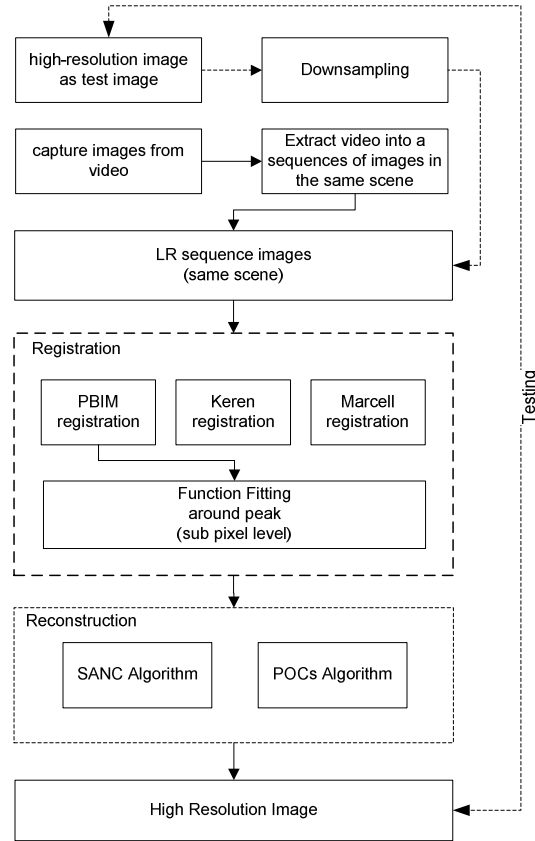 high-resolution image
as test image
Downsampling
capture images from
video
Extract video into a
sequences of images in
the same scene
LR sequence images
(same scene)
Registration
PBIM
registration
Keren
registration
Marcell
registration
Function Fitting
around peak
(sub pixel level)
Testing
Reconstruction
SANC Algorithm
POCs Algorithm
High Resolution Image